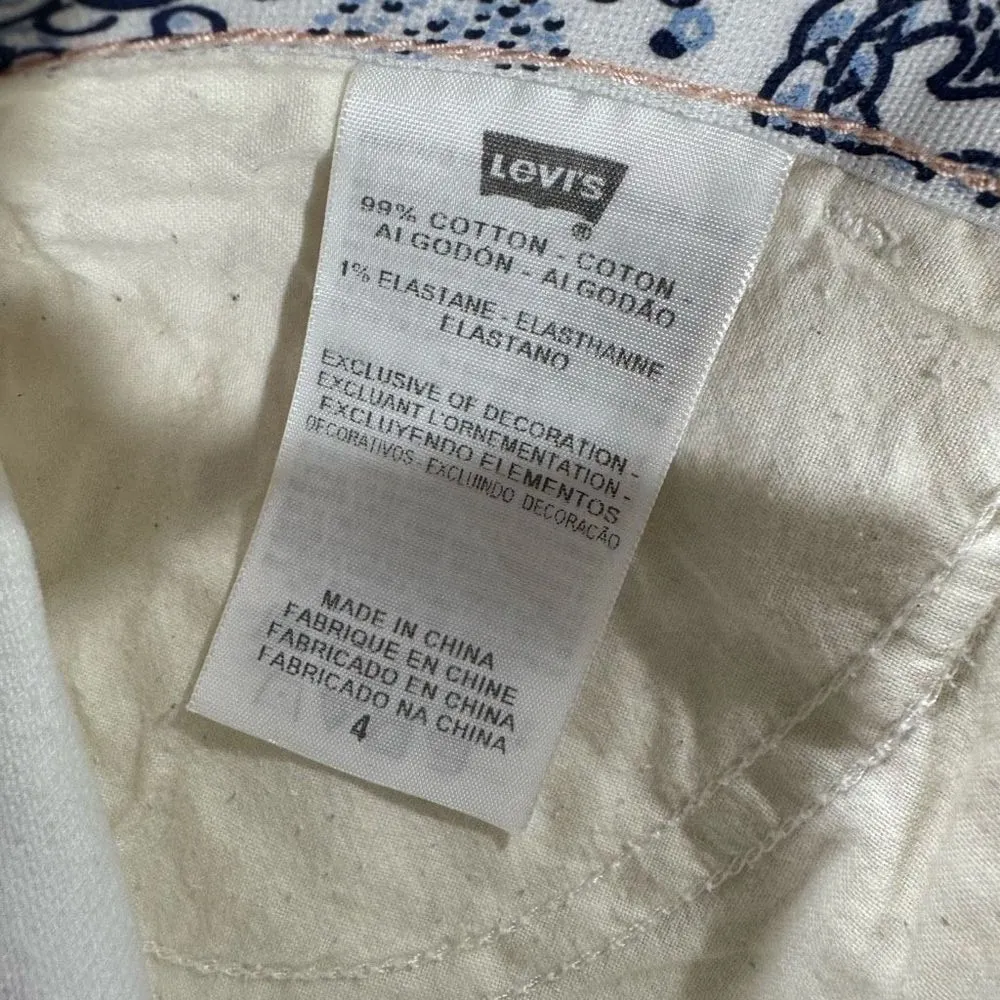 Levi's
®
99% COTTON - COTON -
ALGODÓN - ALGODÃO
1% ELASTANE - ELASTHANNE
ELASTANO
EXCLUSIVE OF DECORATION -
EXCLUANT L'ORNEMENTATION -
EXCLUYENDO ELEMENTOS
DECORATIVOS - EXCLUINDO DECORAÇÃO
MADE IN CHINA
FABRIQUE EN CHINE
FABRICADO EN CHINA
FABRICADO NA CHINA
4